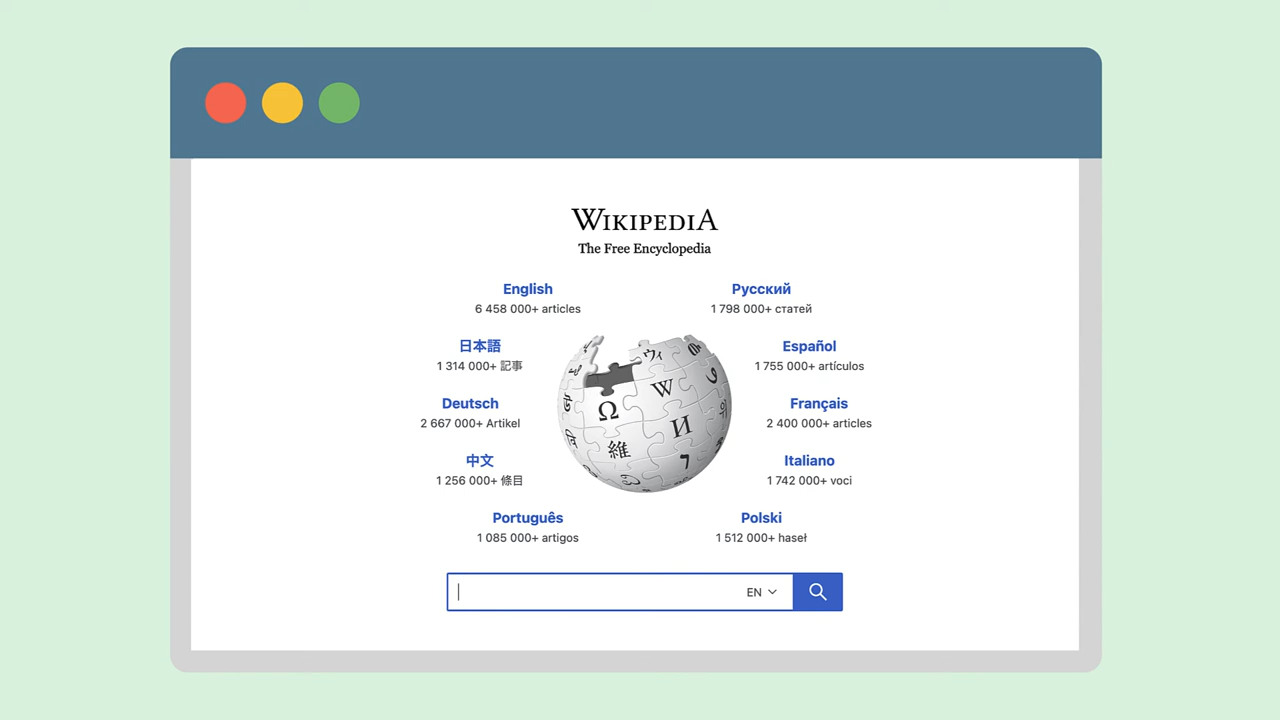 WIKIPEDIA
The Free Encyclopedia
English
6 458 000+ articles
Русский
1 798 000+ статей
日本語
1 314 000+ 記事
Español
1 755 000+ artículos
Deutsch
2 667 000+ Artikel
Français
2 400 000+ articles
中文
1 256 000+ 條目
Italiano
1 742 000+ voci
Português
1 085 000+ artigos
Polski
1 512 000+ haseł
Ω
W
И
維
ウィ
EN